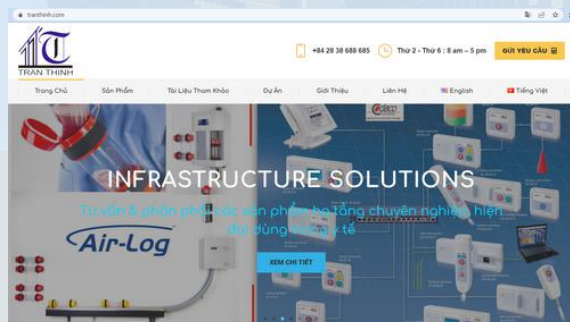 tranthinh.com
TRAN THINH
+84 28 38 688 685
Thứ 2 - Thứ 6 : 8 am – 5 pm
GỬI YÊU CẦU
Trang Chủ
Sản Phẩm
Tài Liệu Tham Khảo
Dự Án
Giới Thiệu
Liên Hệ
English
Tiếng Việt
INFRASTRUCTURE SOLUTIONS
Tư vấn & phân phối các sản phẩm hạ tầng chuyên nghiệp, hiện
đại dùng trong y tế
Air-Log
XEM CHI TIẾT